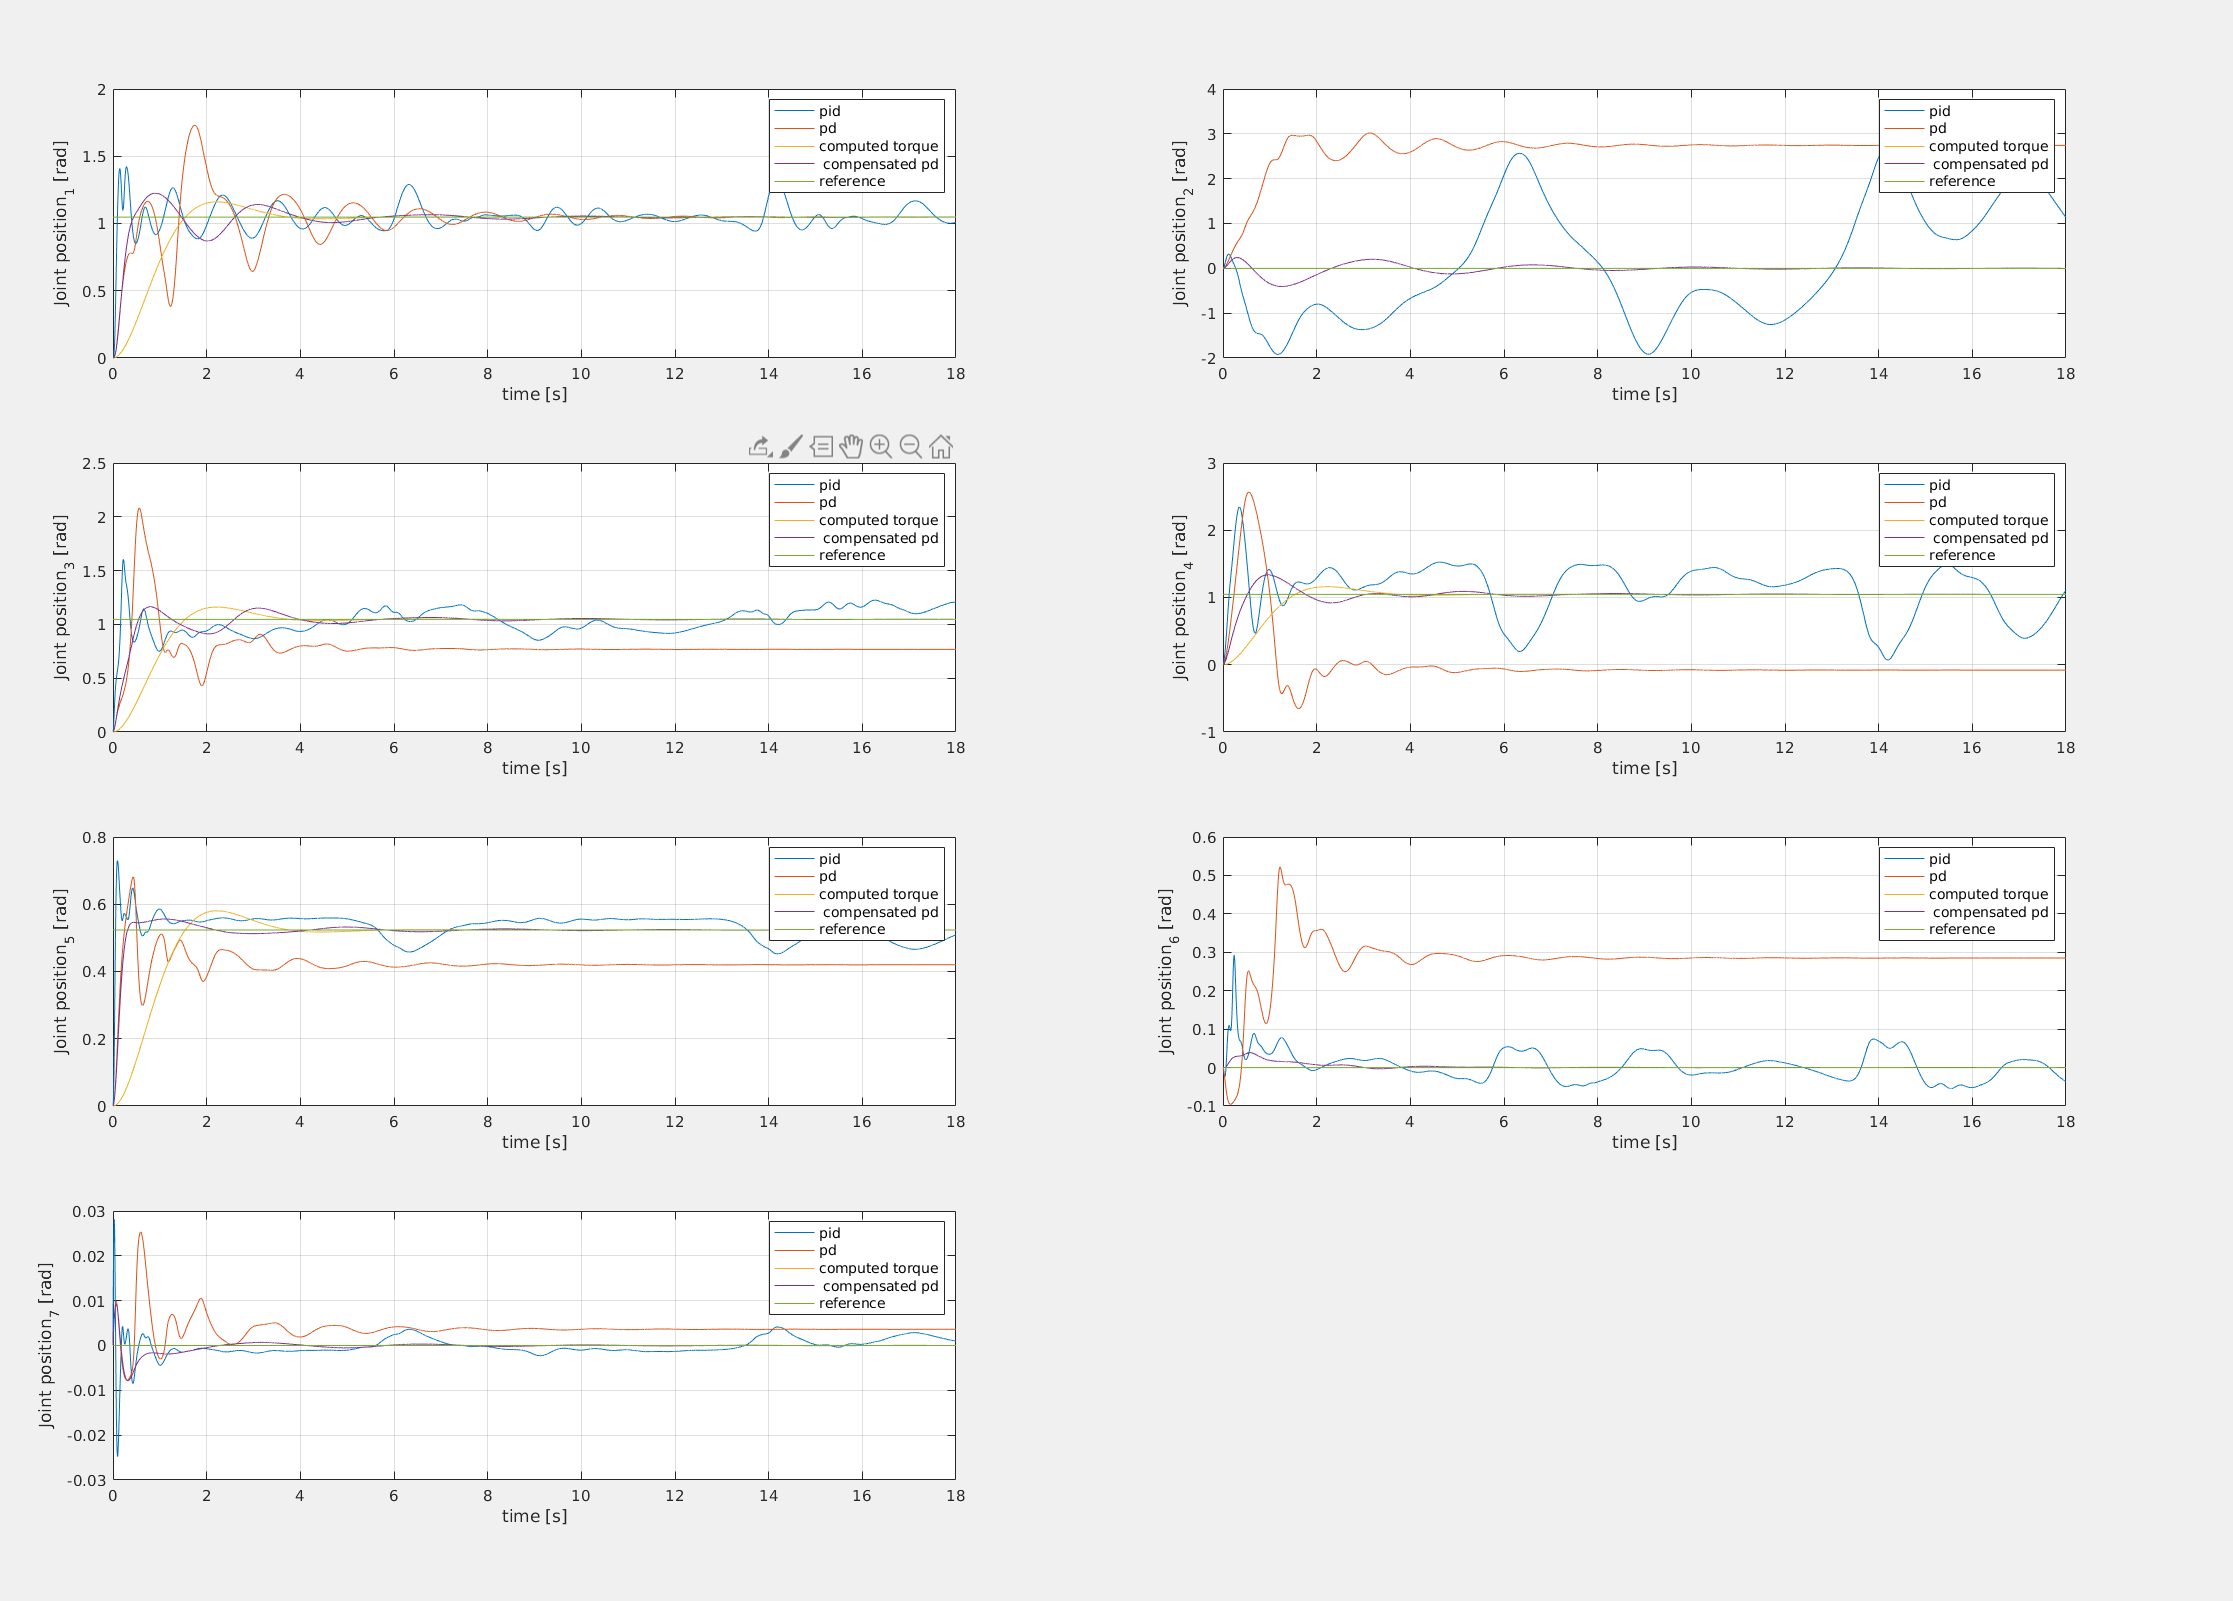 2
1.5
1
0.5
0
Joint position1 [rad]
pid
pd
computed torque
compensated pd
reference
0 2 4 6 8 10 12 14 16 18
time [s]
4
3
2
1
0
-1
-2
Joint position2 [rad]
pid
pd
computed torque
compensated pd
reference
0 2 4 6 8 10 12 14 16 18
time [s]
2.5
2
1.5
1
0.5
0
Joint position3 [rad]
pid
pd
computed torque
compensated pd
reference
0 2 4 6 8 10 12 14 16 18
time [s]
3
2
1
0
-1
Joint position4 [rad]
pid
pd
computed torque
compensated pd
reference
0 2 4 6 8 10 12 14 16 18
time [s]
0.8
0.6
0.4
0.2
0
Joint position5 [rad]
pid
pd
computed torque
compensated pd
reference
0 2 4 6 8 10 12 14 16 18
time [s]
0.6
0.5
0.4
0.3
0.2
0.1
0
-0.1
Joint position6 [rad]
pid
pd
computed torque
compensated pd
reference
0 2 4 6 8 10 12 14 16 18
time [s]
0.03
0.02
0.01
0
-0.01
-0.02
-0.03
Joint position7 [rad]
pid
pd
computed torque
compensated pd
reference
0 2 4 6 8 10 12 14 16 18
time [s]